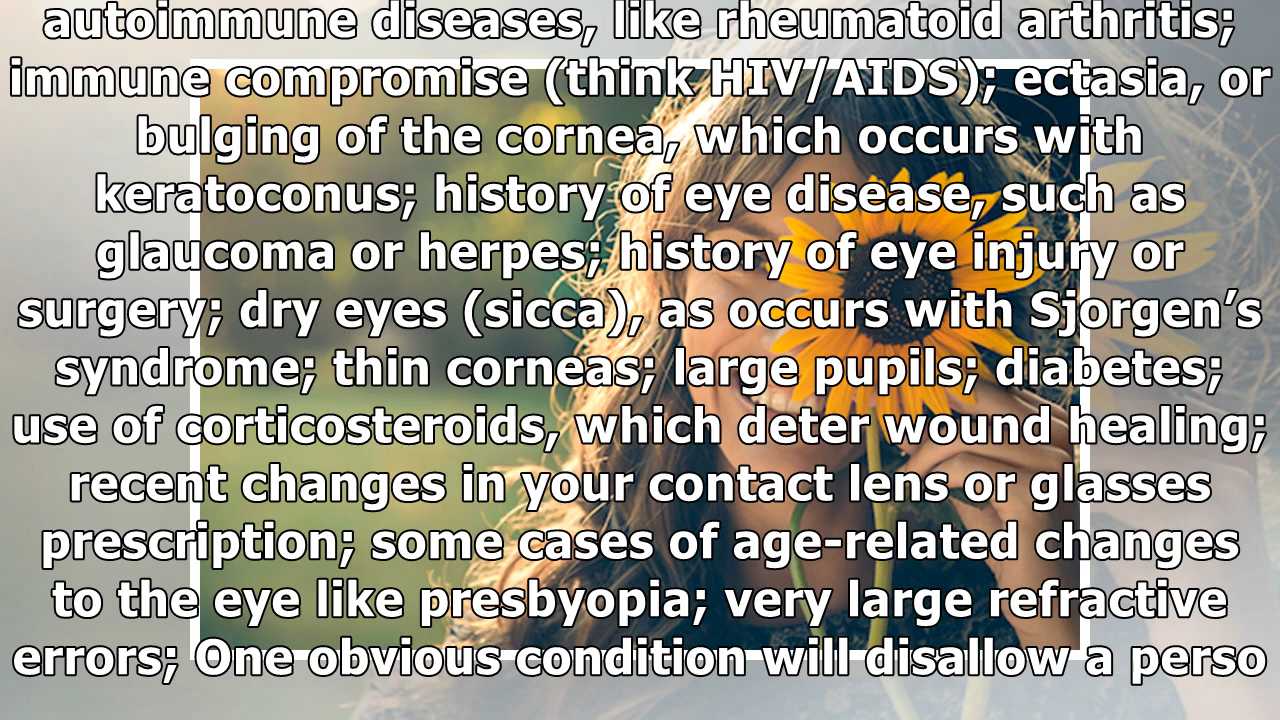 autoimmune diseases, like rheumatoid arthritis;
immune compromise (think HIV/AIDS); ectasia, or
bulging of the cornea, which occurs with
keratoconus; history of eye disease, such as
glaucoma or herpes; history of eye injury or
surgery; dry eyes (sicca), as occurs with Sjorgen’s
syndrome; thin corneas; large pupils; diabetes;
use of corticosteroids, which deter wound healing;
recent changes in your contact lens or glasses
prescription; some cases of age-related changes
to the eye like presbyopia; very large refractive
errors; One obvious condition will disallow a perso